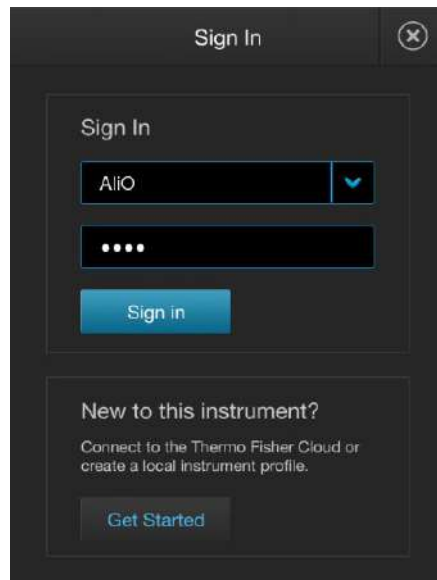 Sign In
Sign In
AliO
••••
Sign in
New to this instrument?
Connect to the Thermo Fisher Cloud or
create a local instrument profile.
Get Started